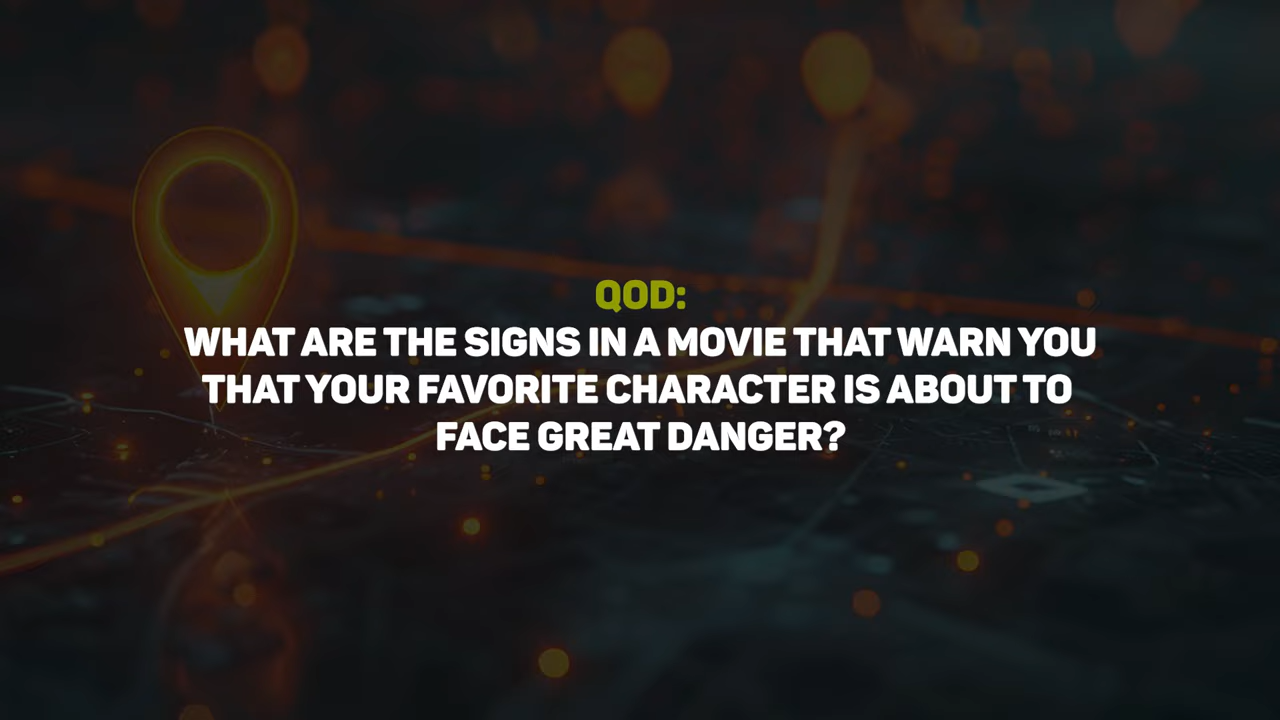 QOD:
WHAT ARE THE SIGNS IN A MOVIE THAT WARN YOU
THAT YOUR FAVORITE CHARACTER IS ABOUT TO
FACE GREAT DANGER?